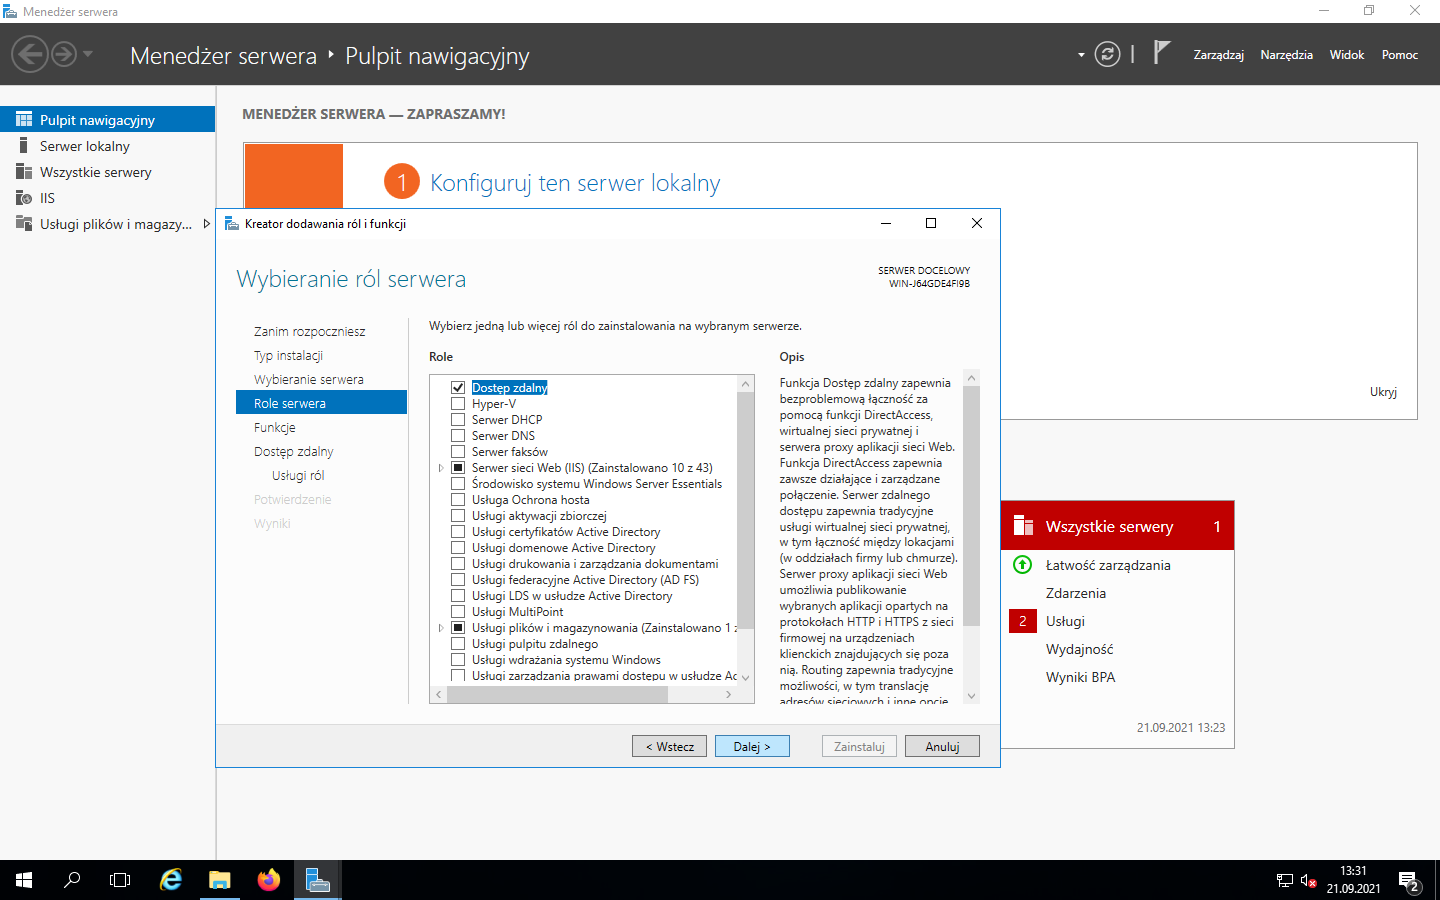 Menedżer serwera
Menedżer serwera ‣ Pulpit nawigacyjny
Zarządzaj Narzędzia Widok Pomoc
Pulpit nawigacyjny
Serwer lokalny
Wszystkie serwery
IIS
Usługi plików i magazy...
MENEDŻER SERWERA — ZAPRASZAMY!
1 Konfiguruj ten serwer lokalny
Ukryj
Kreator dodawania ról i funkcji
Wybieranie ról serwera
SERWER DOCELOWY
WIN-J64GDE4FI9B
Zanim rozpoczniesz
Typ instalacji
Wybieranie serwera
Role serwera
Funkcje
Dostęp zdalny
Usługi ról
Potwierdzenie
Wyniki
Wybierz jedną lub więcej ról do zainstalowania na wybranym serwerze.
Role
Dostęp zdalny
Hyper-V
Serwer DHCP
Serwer DNS
Serwer faksów
Serwer sieci Web (IIS) (Zainstalowano 10 z 43)
Środowisko systemu Windows Server Essentials
Usługa Ochrona hosta
Usługi aktywacji zbiorczej
Usługi certyfikatów Active Directory
Usługi domenowe Active Directory
Usługi drukowania i zarządzania dokumentami
Usługi federacyjne Active Directory (AD FS)
Usługi LDS w usłudze Active Directory
Usługi MultiPoint
Usługi plików i magazynowania (Zainstalowano 1 z
Usługi pulpitu zdalnego
Usługi wdrażania systemu Windows
Usługi zarządzania prawami dostępu w usłudze Ac
Opis
Funkcja Dostęp zdalny zapewnia
bezproblemową łączność za
pomocą funkcji DirectAccess,
wirtualnej sieci prywatnej i
serwera proxy aplikacji sieci Web.
Funkcja DirectAccess zapewnia
zawsze działające i zarządzane
połączenie. Serwer zdalnego
dostępu zapewnia tradycyjne
usługi wirtualnej sieci prywatnej,
w tym łączność między lokacjami
(w oddziałach firmy lub chmurze).
Serwer proxy aplikacji sieci Web
umożliwia publikowanie
wybranych aplikacji opartych na
protokołach HTTP i HTTPS z sieci
firmowej na urządzeniach
klienckich znajdujących się poza
nią. Routing zapewnia tradycyjne
możliwości, w tym translację
adresów sieciowych i inne opcje
< Wstecz Dalej > Zainstaluj Anuluj
Wszystkie serwery 1
Łatwość zarządzania
Zdarzenia
2 Usługi
Wydajność
Wyniki BPA
21.09.2021 13:23
13:31
21.09.2021
2